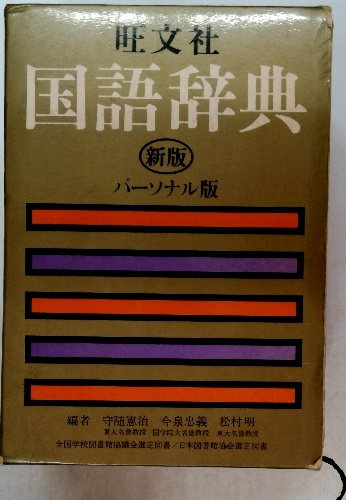 旺文社
国語辞典
新版
パーソナル版
編者 守随憲治 今泉忠義 松村明
東大名誉教授 国学院大名誉教授 東大名誉教授
全国学校図書館協議会選定図書/日本図書館協会選定図書